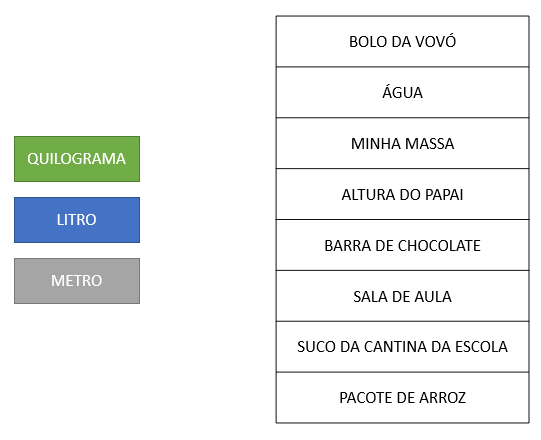 QUILOGRAMA
LITRO
METRO
BOLO DA VOVÓ
ÁGUA
MINHA MASSA
ALTURA DO PAPAI
BARRA DE CHOCOLATE
SALA DE AULA
SUCO DA CANTINA DA ESCOLA
PACOTE DE ARROZ